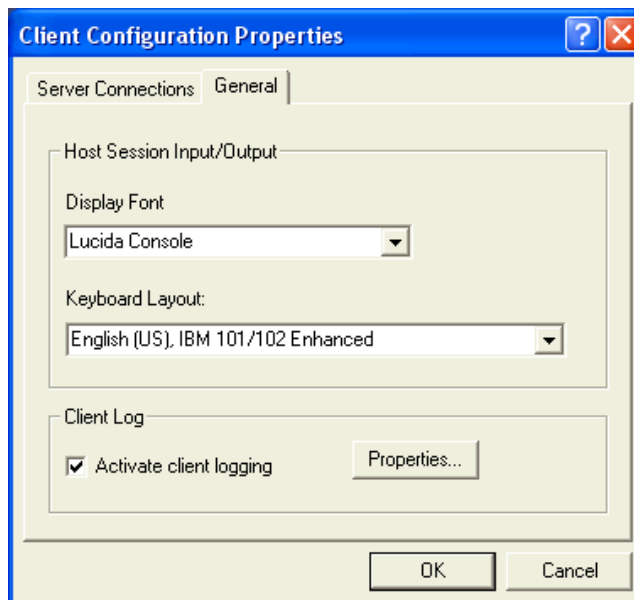 Client Configuration Properties
Server Connections General
Host Session Input/Output
Display Font
Lucida Console
Keyboard Layout:
English (US), IBM 101/102 Enhanced
Client Log
Activate client logging Properties...
OK Cancel